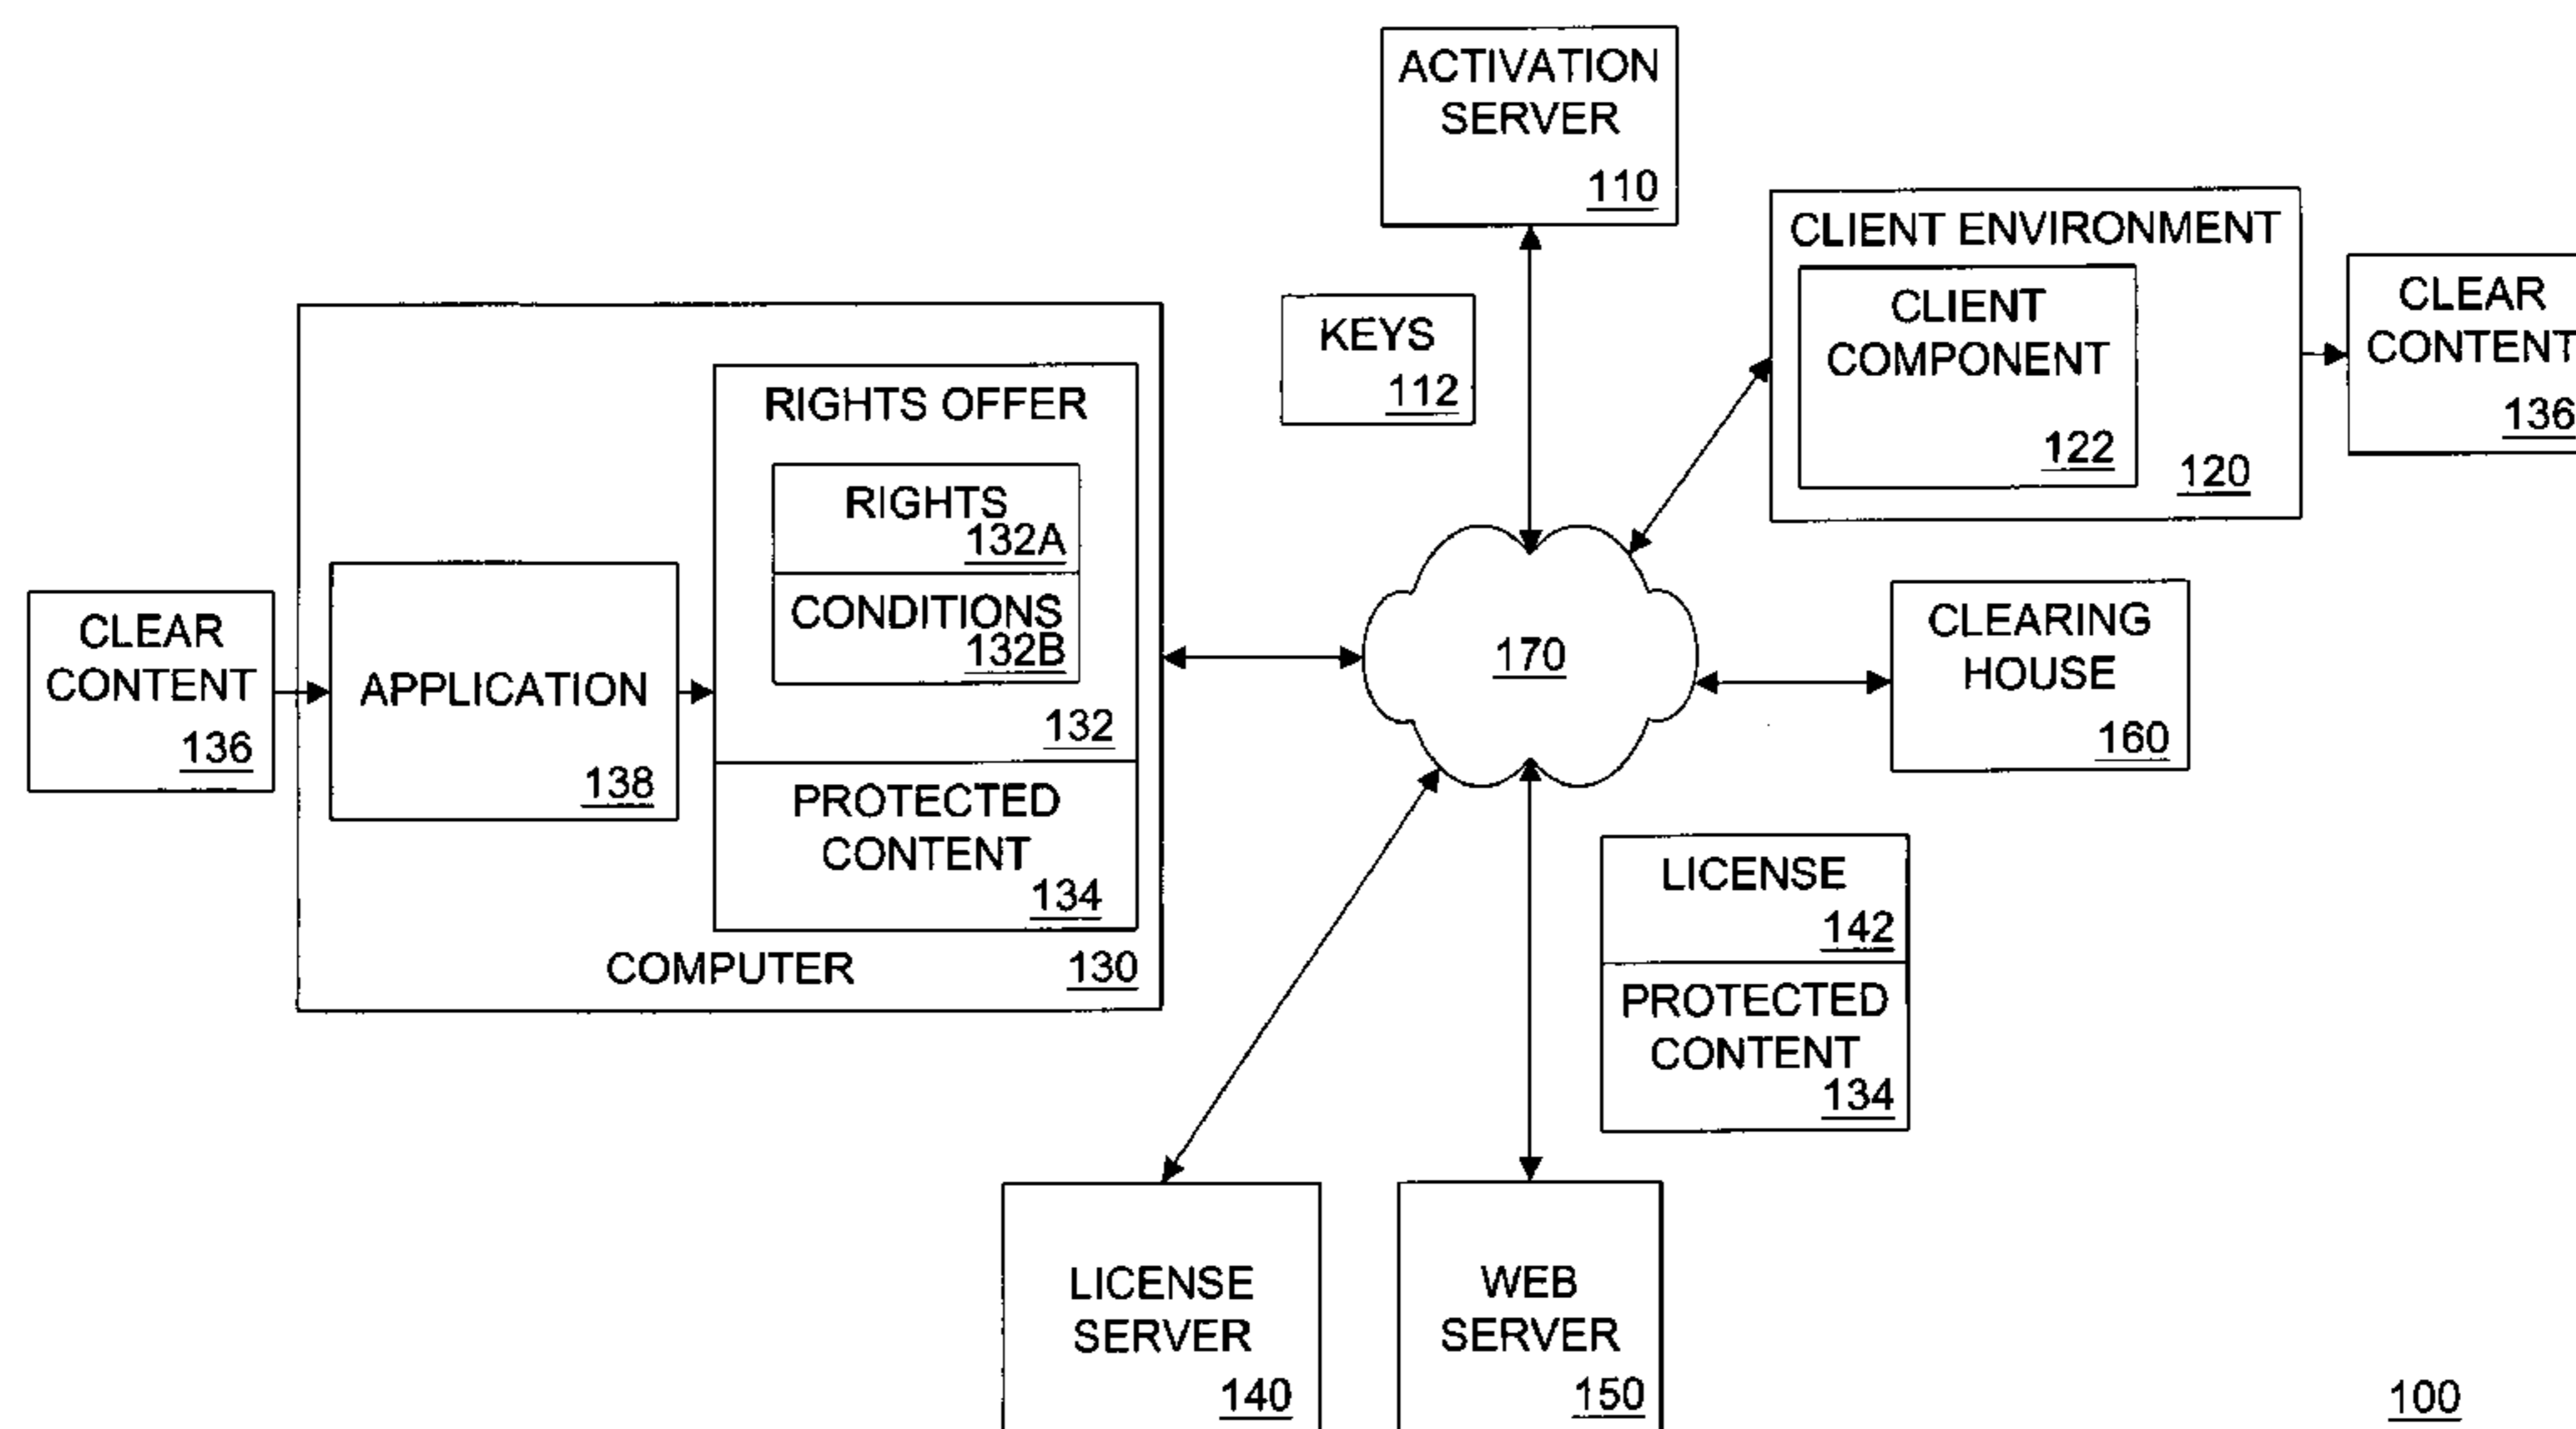 ACTIVATION
SERVER
110
KEYS
112
CLIENT ENVIRONMENT
CLIENT
COMPONENT
122
120
CLEAR
CONTENT
136
RIGHTS OFFER
RIGHTS
132A
CONDITIONS
132B
132
PROTECTED
CONTENT
134
CLEAR
CONTENT
136
APPLICATION
138
COMPUTER
130
170
CLEARING
HOUSE
160
LICENSE
142
PROTECTED
CONTENT
134
LICENSE
SERVER
140
WEB
SERVER
150
100